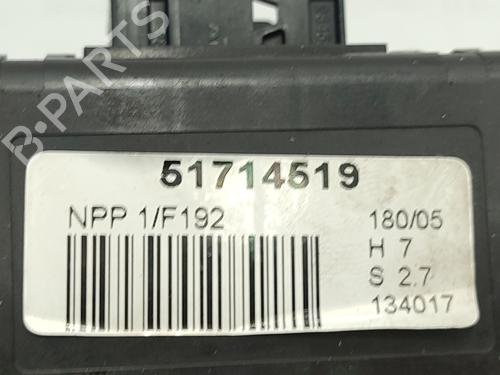 B-PARTS
51714519
NPP 1/F192
180/05
H 7
S 2.7
134017